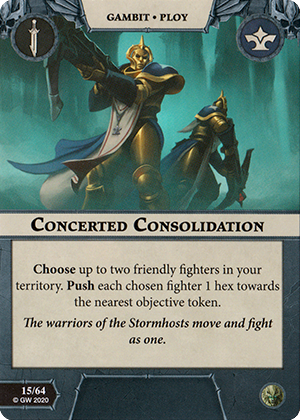 GAMBIT • PLOY
CONCERTED CONSOLIDATION
Choose up to two friendly fighters in your
territory. Push each chosen fighter 1 hex towards
the nearest objective token.
The warriors of the Stormhosts move and fight
as one.
15/64
© GW 2020